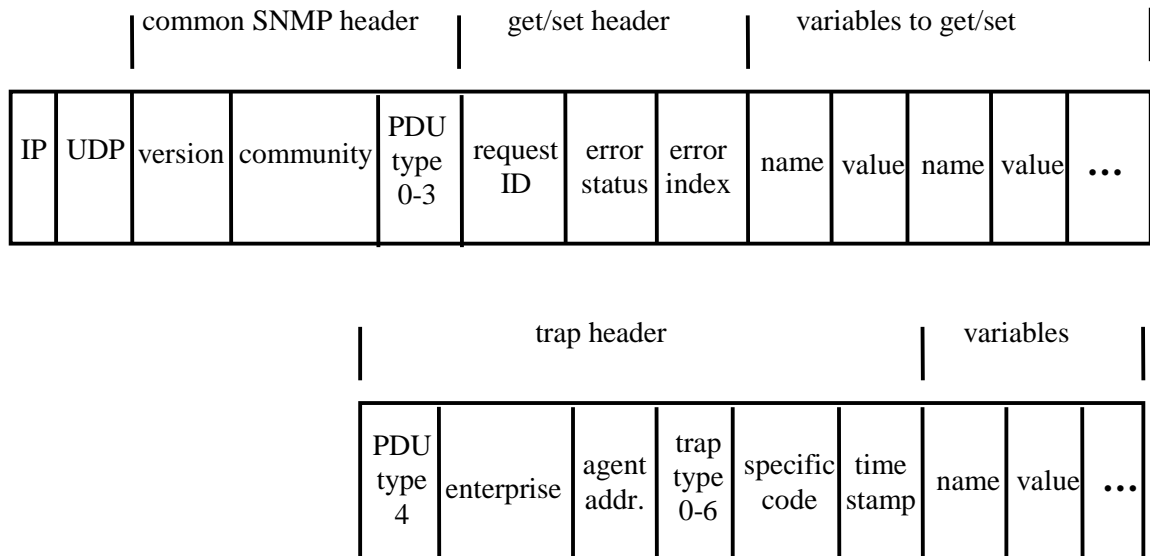 common SNMP header get/set header variables to get/set
IP UDP version community PDU type 0-3 request ID error status error index name value name value ...
trap header variables
PDU type 4 enterprise agent addr. trap type 0-6 specific code time stamp name value ...